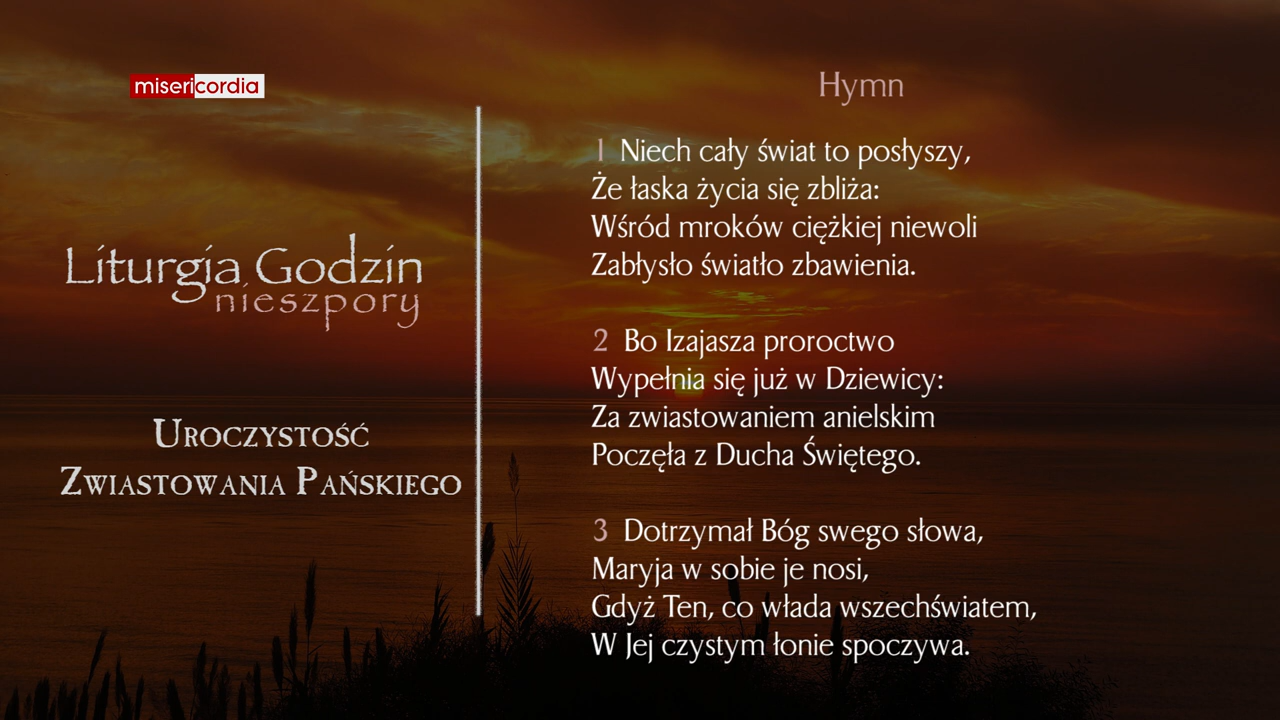 misericordia
Liturgia Godzin
nieszpory
Uroczystość
Zwiastowania Pańskiego
Hymn
1 Niech cały świat to posłyszy,
Że łaska życia się zbliża:
Wśród mroków ciężkiej niewoli
Zabłysło światło zbawienia.
2 Bo Izajasza proroctwo
Wypełnia się już w Dziewicy:
Za zwiastowaniem anielskim
Poczęła z Ducha Świętego.
3 Dotrzymał Bóg swego słowa,
Maryja w sobie je nosi,
Gdyż Ten, co włada wszechświatem,
W Jej czystym łonie spoczywa.